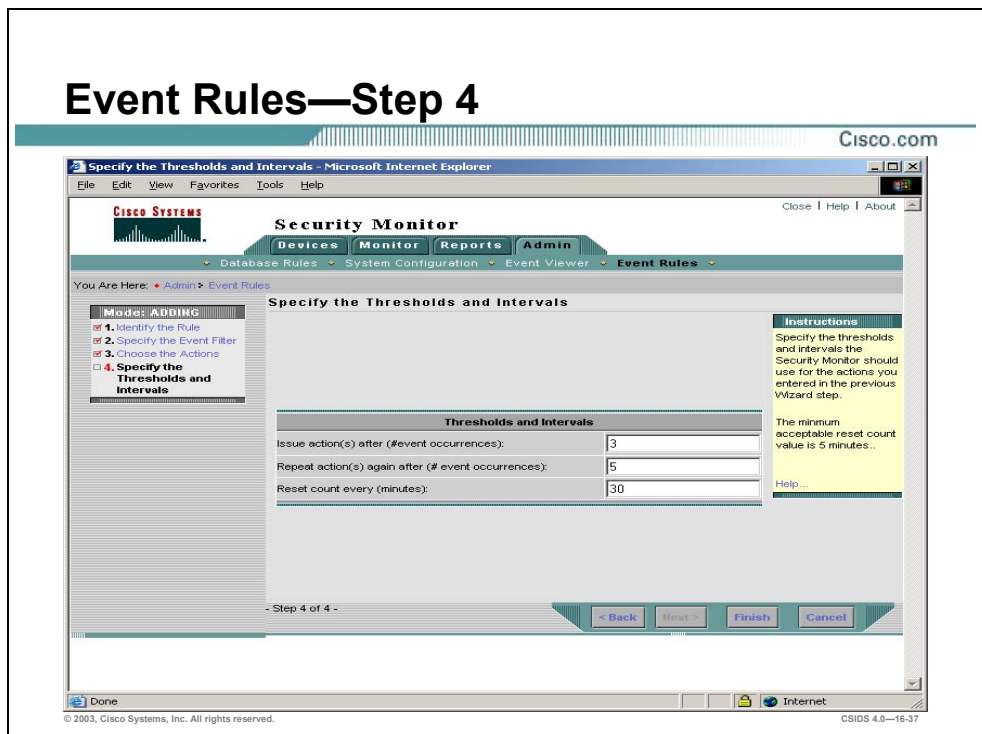 Event Rules—Step 4
Cisco.com
Specify the Thresholds and Intervals - Microsoft Internet Explorer
File Edit View Favorites Tools Help
Close | Help | About
CISCO SYSTEMS
Security Monitor
Devices Monitor Reports Admin
Database Rules System Configuration Event Viewer Event Rules
You Are Here: Admin > Event Rules
Specify the Thresholds and Intervals
Mode: ADDING
1. Identify the Rule
2. Specify the Event Filter
3. Choose the Actions
4. Specify the
Thresholds and
Intervals
Thresholds and Intervals
Issue action(s) after (#event occurrences): 3
Repeat action(s) again after (# event occurrences): 5
Reset count every (minutes): 30
Instructions
Specify the thresholds
and intervals the
Security Monitor should
use for the actions you
entered in the previous
Wizard step.
The minmum
acceptable reset count
value is 5 minutes..
Help...
- Step 4 of 4 -
< Back Next > Finish Cancel
Done
Internet
© 2003, Cisco Systems, Inc. All rights reserved.
CSIDS 4.0—16-37